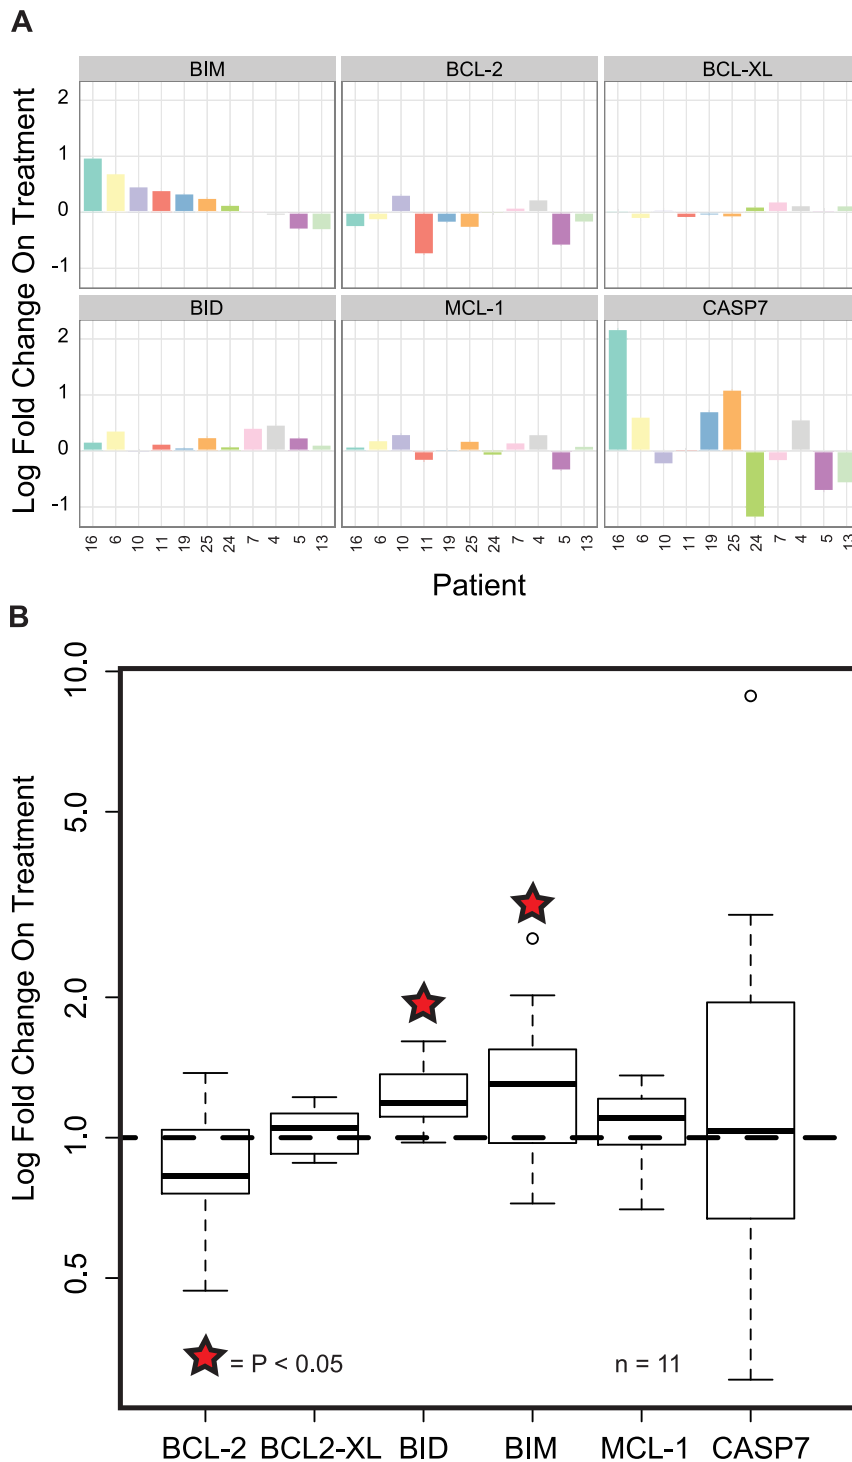 A
BIM
BCL-2
BCL-XL
2
1
0
-1
BID
MCL-1
CASP7
2
1
0
-1
Log Fold Change On Treatment
16 6 10 11 19 25 24 7 4 5 13
16 6 10 11 19 25 24 7 4 5 13
16 6 10 11 19 25 24 7 4 5 13
Patient
B
Log Fold Change On Treatment
10.0
5.0
2.0
1.0
0.5
= P < 0.05
n = 11
BCL-2 BCL2-XL BID BIM MCL-1 CASP7